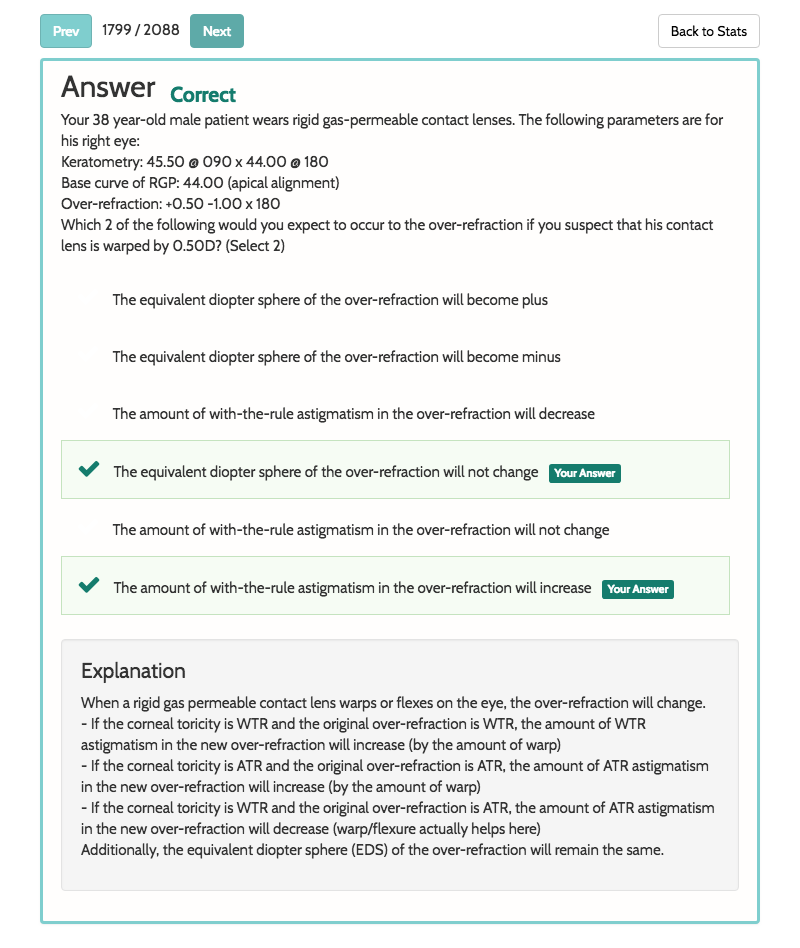 Prev 1799 / 2088 Next Back to Stats
Answer Correct
Your 38 year-old male patient wears rigid gas-permeable contact lenses. The following parameters are for
his right eye:
Keratometry: 45.50 @ 090 x 44.00 @ 180
Base curve of RGP: 44.00 (apical alignment)
Over-refraction: +0.50 -1.00 x 180
Which 2 of the following would you expect to occur to the over-refraction if you suspect that his contact
lens is warped by 0.50D? (Select 2)
The equivalent diopter sphere of the over-refraction will become plus
The equivalent diopter sphere of the over-refraction will become minus
The amount of with-the-rule astigmatism in the over-refraction will decrease
The equivalent diopter sphere of the over-refraction will not change Your Answer
The amount of with-the-rule astigmatism in the over-refraction will not change
The amount of with-the-rule astigmatism in the over-refraction will increase Your Answer
Explanation
When a rigid gas permeable contact lens warps or flexes on the eye, the over-refraction will change.
- If the corneal toricity is WTR and the original over-refraction is WTR, the amount of WTR
astigmatism in the new over-refraction will increase (by the amount of warp)
- If the corneal toricity is ATR and the original over-refraction is ATR, the amount of ATR astigmatism
in the new over-refraction will increase (by the amount of warp)
- If the corneal toricity is WTR and the original over-refraction is ATR, the amount of ATR astigmatism
in the new over-refraction will decrease (warp/flexure actually helps here)
Additionally, the equivalent diopter sphere (EDS) of the over-refraction will remain the same.